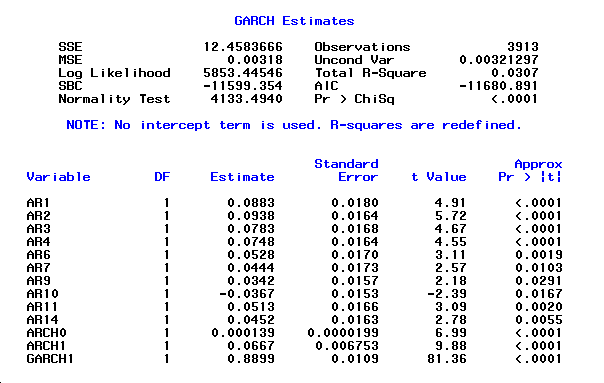 GARCH Estimates
SSE 12.4583666 Observations 3913
MSE 0.00318 Uncond Var 0.00321297
Log Likelihood 5853.44546 Total R-Square 0.0307
SBC -11599.354 AIC -11680.891
Normality Test 4133.4940 Pr > ChiSq <.0001
NOTE: No intercept term is used. R-squares are redefined.
Standard Approx
Variable DF Estimate Error t Value Pr > |t|
AR1 1 0.0883 0.0180 4.91 <.0001
AR2 1 0.0938 0.0164 5.72 <.0001
AR3 1 0.0783 0.0168 4.67 <.0001
AR4 1 0.0748 0.0164 4.55 <.0001
AR6 1 0.0528 0.0170 3.11 0.0019
AR7 1 0.0444 0.0173 2.57 0.0103
AR9 1 0.0342 0.0157 2.18 0.0291
AR10 1 -0.0367 0.0153 -2.39 0.0167
AR11 1 0.0513 0.0166 3.09 0.0020
AR14 1 0.0452 0.0163 2.78 0.0055
ARCH0 1 0.000139 0.0000199 6.99 <.0001
ARCH1 1 0.0667 0.006753 9.88 <.0001
GARCH1 1 0.8899 0.0109 81.36 <.0001